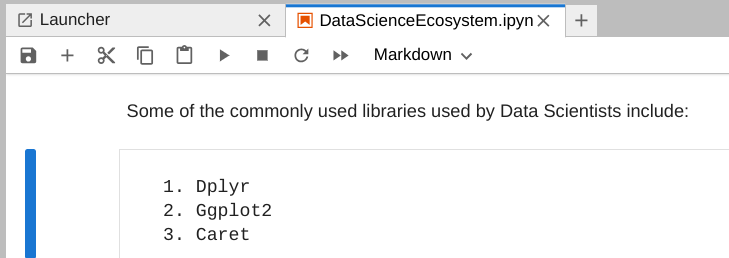 Launcher
DataScienceEcosystem.ipyn
Markdown
Some of the commonly used libraries used by Data Scientists include:
1. Dplyr
2. Ggplot2
3. Caret